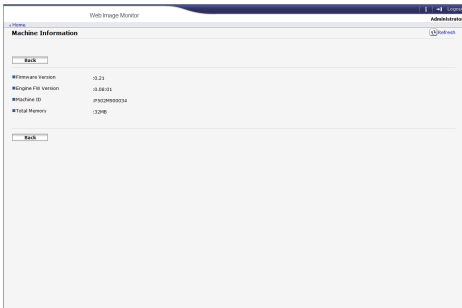 Logout
Web Image Monitor
Administrator
Home
Machine Information
Refresh
Back
Firmware Version :0.21
Engine FW Version :0.08:01
Machine ID :P502M900034
Total Memory :32MB
Back